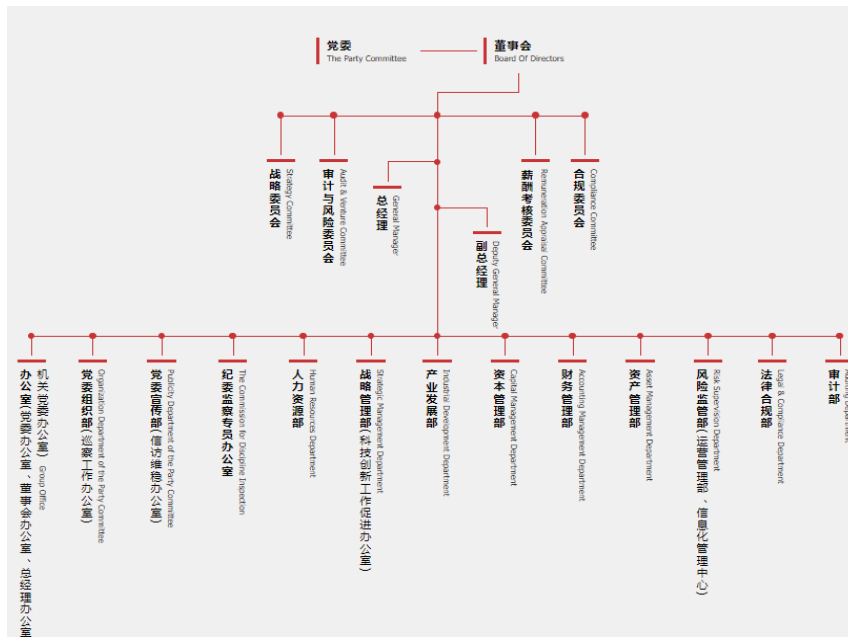 党委
The Party Committee
董事会
Board Of Directors
战略委员会
Strategy Committee
审计与风险委员会
Audit & Venture Committee
总经理
General Manager
副总经理
Deputy General Manager
薪酬考核委员会
Remuneration Appraisal Committee
合规委员会
Compliance Committee
办公室(党委办公室、董事会办公室、总经理办公室
机关党委办公室) Group Office
党委组织部(巡察工作办公室)
Organization Department of the Party Committee
党委宣传部(信访维稳办公室)
Publicity Department of the Party Committee
纪委监察专员办公室
The Commission for Discipline Inspection
人力资源部
Human Resources Department
战略管理部(科技创新工作促进办公室)
Strategic Management Department
产业发展部
Industrial Development Department
资本管理部
Capital Management Department
财务管理部
Accounting Management Department
资产管理部
Asset Management Department
风险监管部(运营管理部、信息化管理中心)
Risk Supervision Department
法律合规部
Legal & Compliance Department
审计部